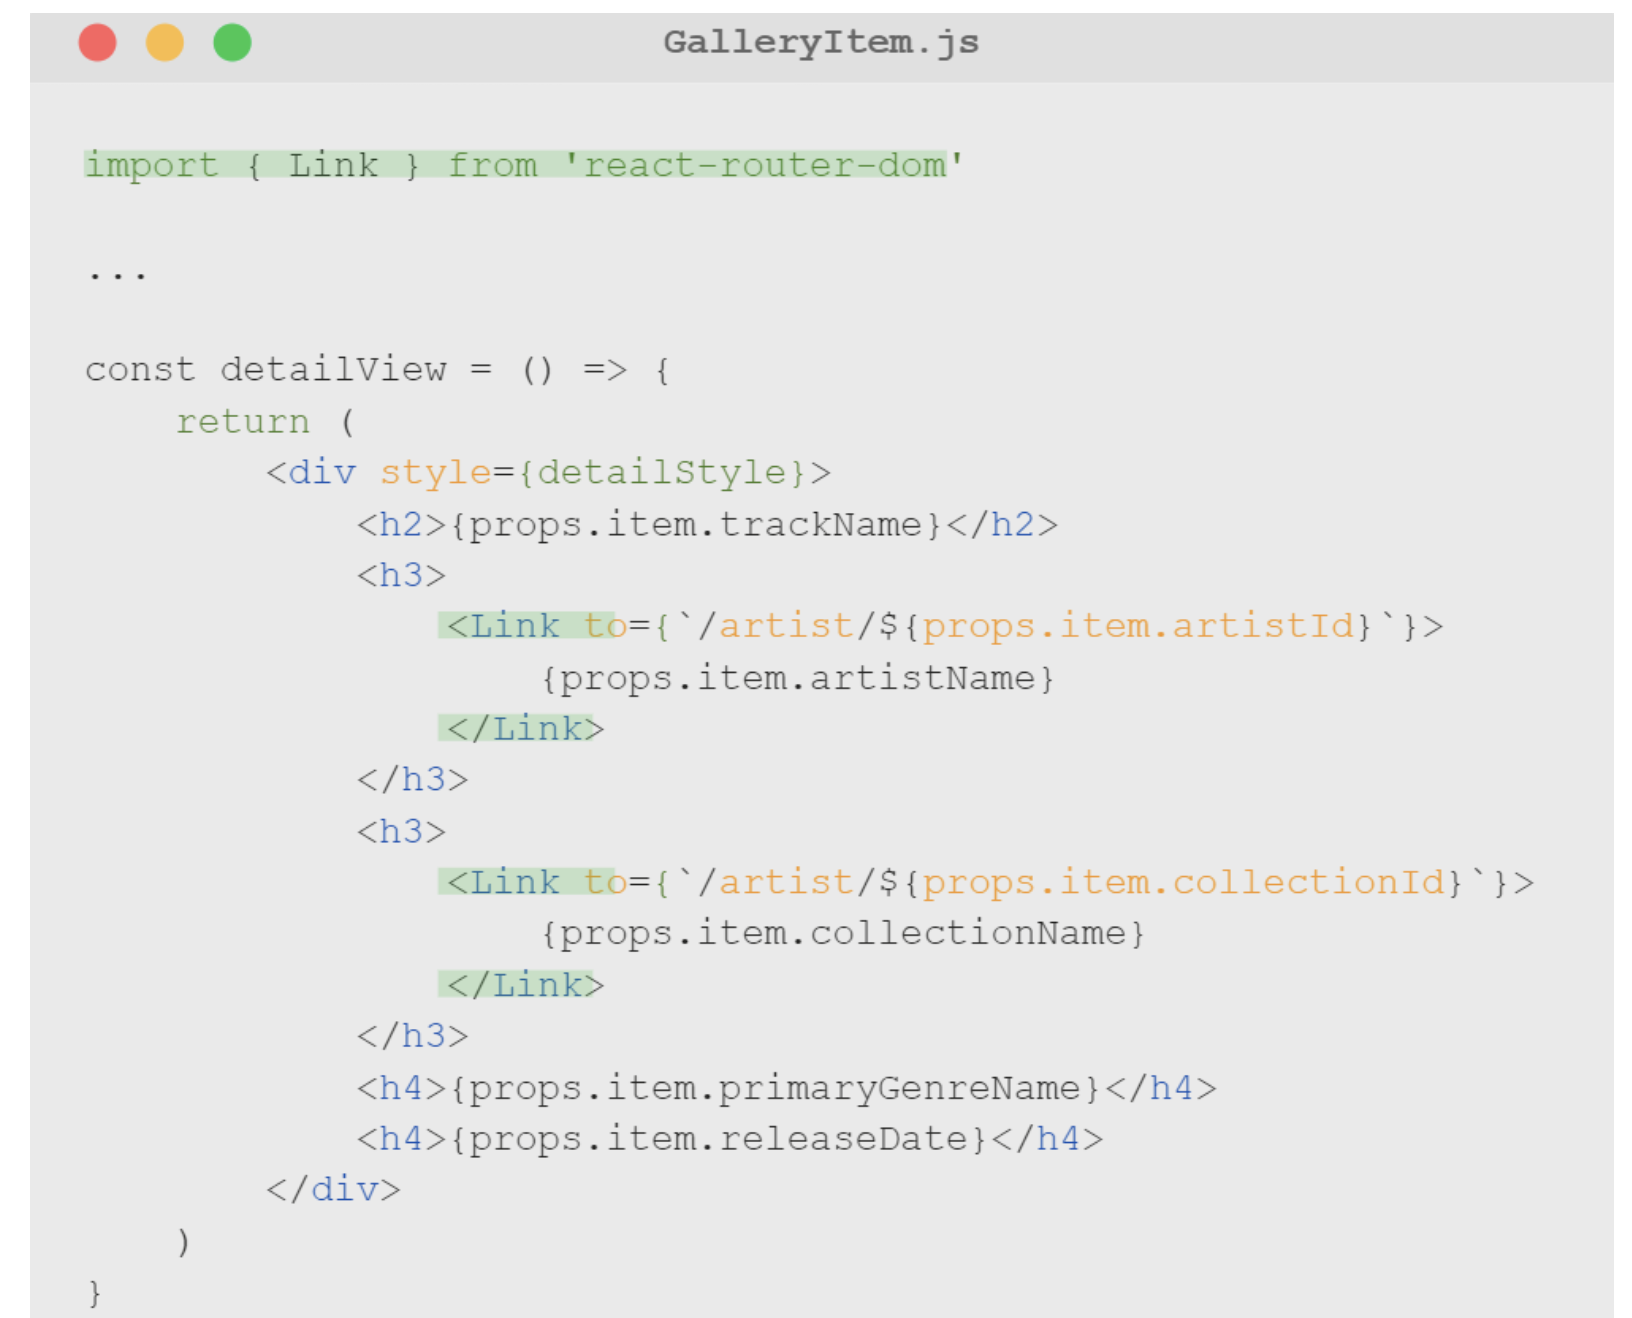 GalleryItem.js
import { Link } from 'react-router-dom'
...
const detailView = () => {
    return (
        <div style={detailStyle}>
            <h2>{props.item.trackName}</h2>
            <h3>
                <Link to={`/artist/${props.item.artistId}`}>
                    {props.item.artistName}
                </Link>
            </h3>
            <h3>
                <Link to={`/artist/${props.item.collectionId}`}>
                    {props.item.collectionName}
                </Link>
            </h3>
            <h4>{props.item.primaryGenreName}</h4>
            <h4>{props.item.releaseDate}</h4>
        </div>
    )
}